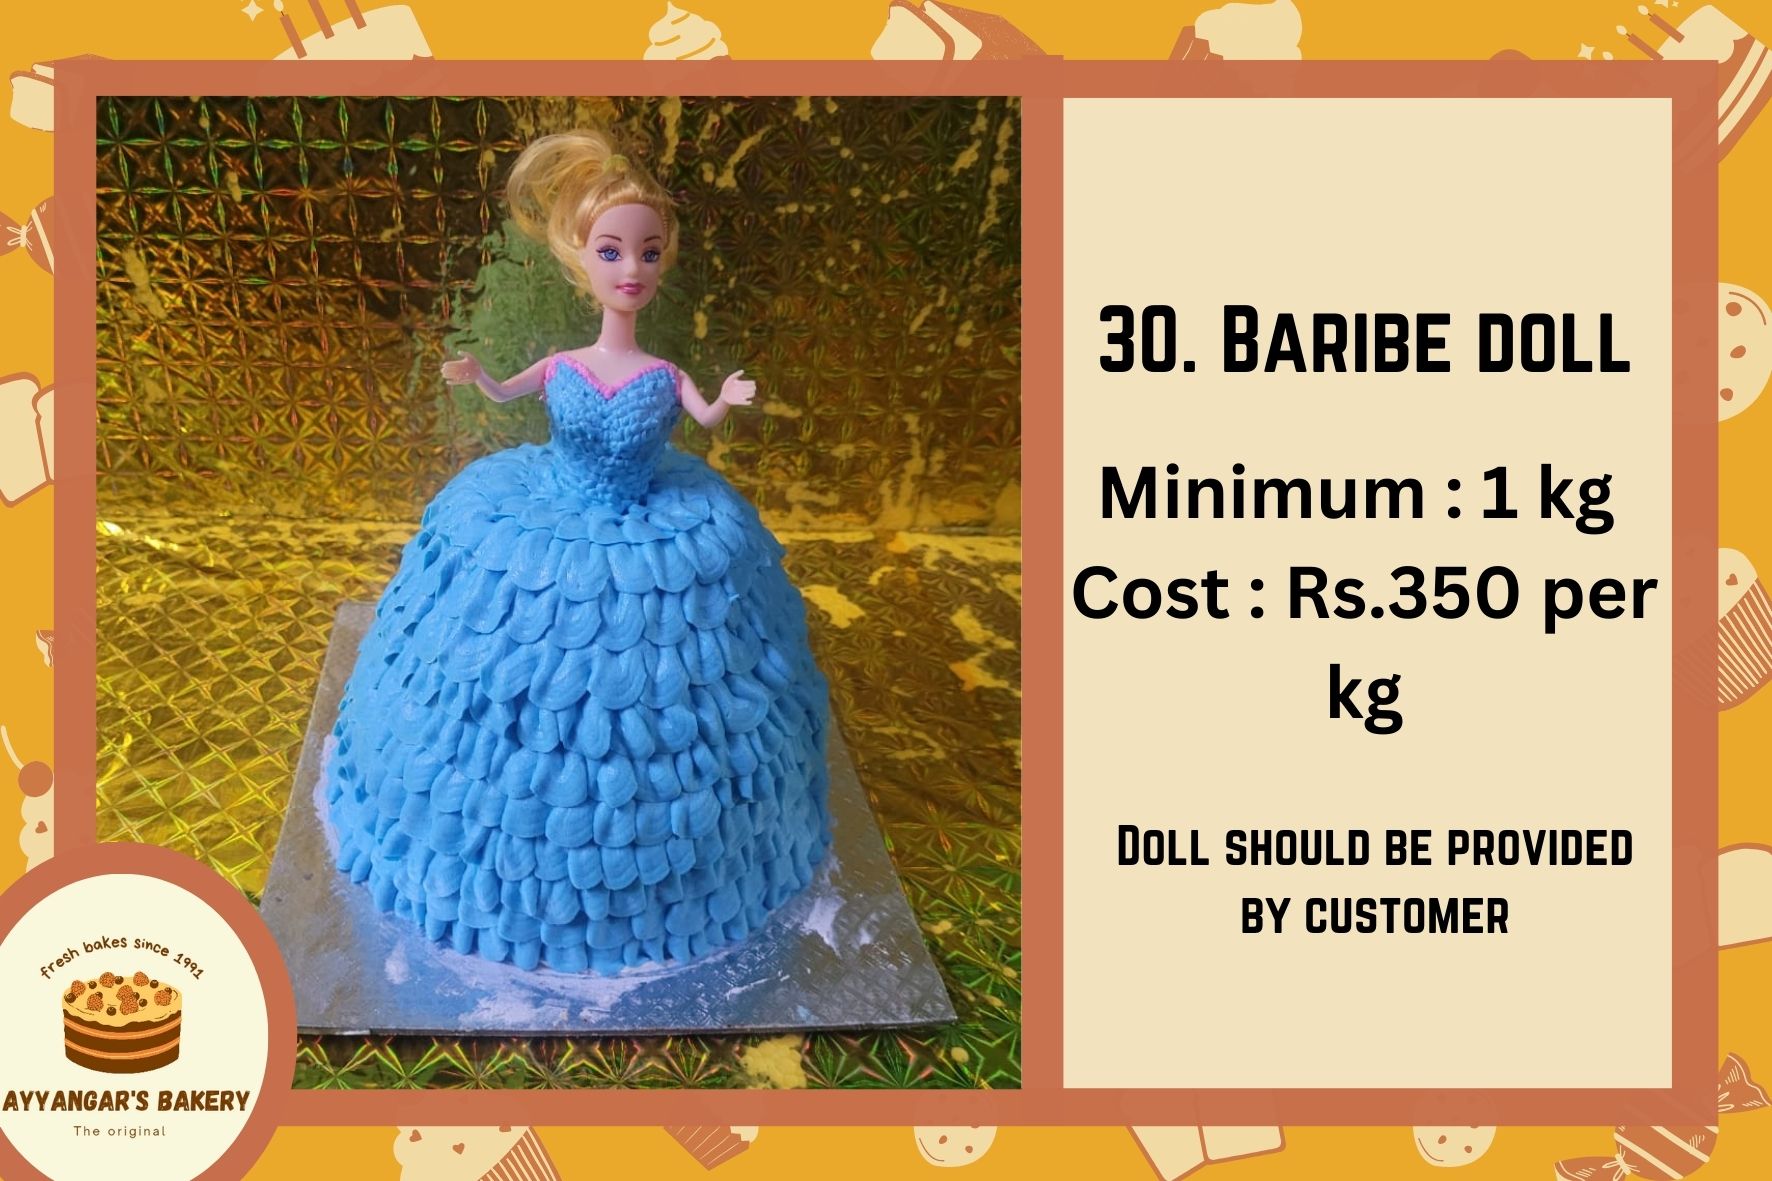 30. BARIBE DOLL
Minimum : 1 kg
Cost : Rs.350 per
kg
DOLL SHOULD BE PROVIDED
BY CUSTOMER
fresh bakes since 1991
AYYANGAR'S BAKERY
The original